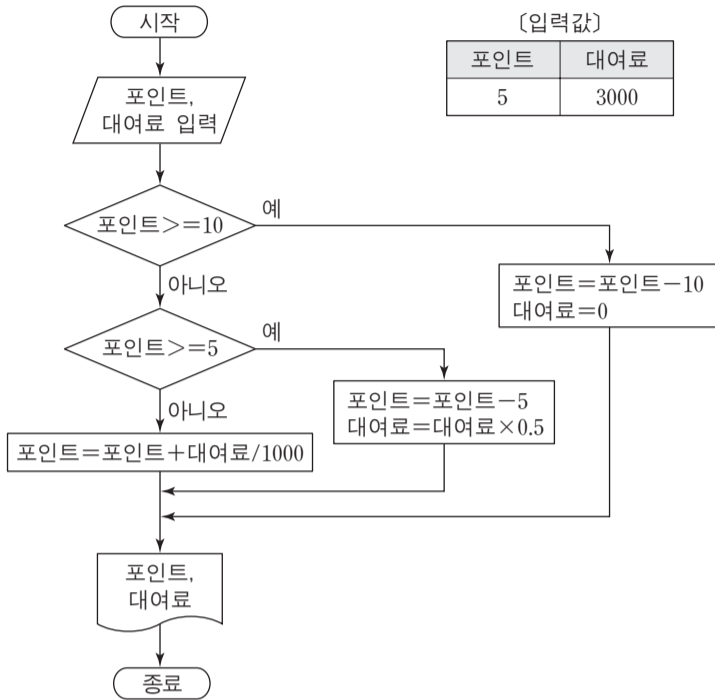 시작
〔입력값〕
포인트 대여료
5 3000
포인트,
대여료 입력
포인트>=10
예
아니오
포인트=포인트-10
대여료=0
포인트>=5
예
아니오
포인트=포인트-5
대여료=대여료×0.5
포인트=포인트+대여료/1000
포인트,
대여료
종료